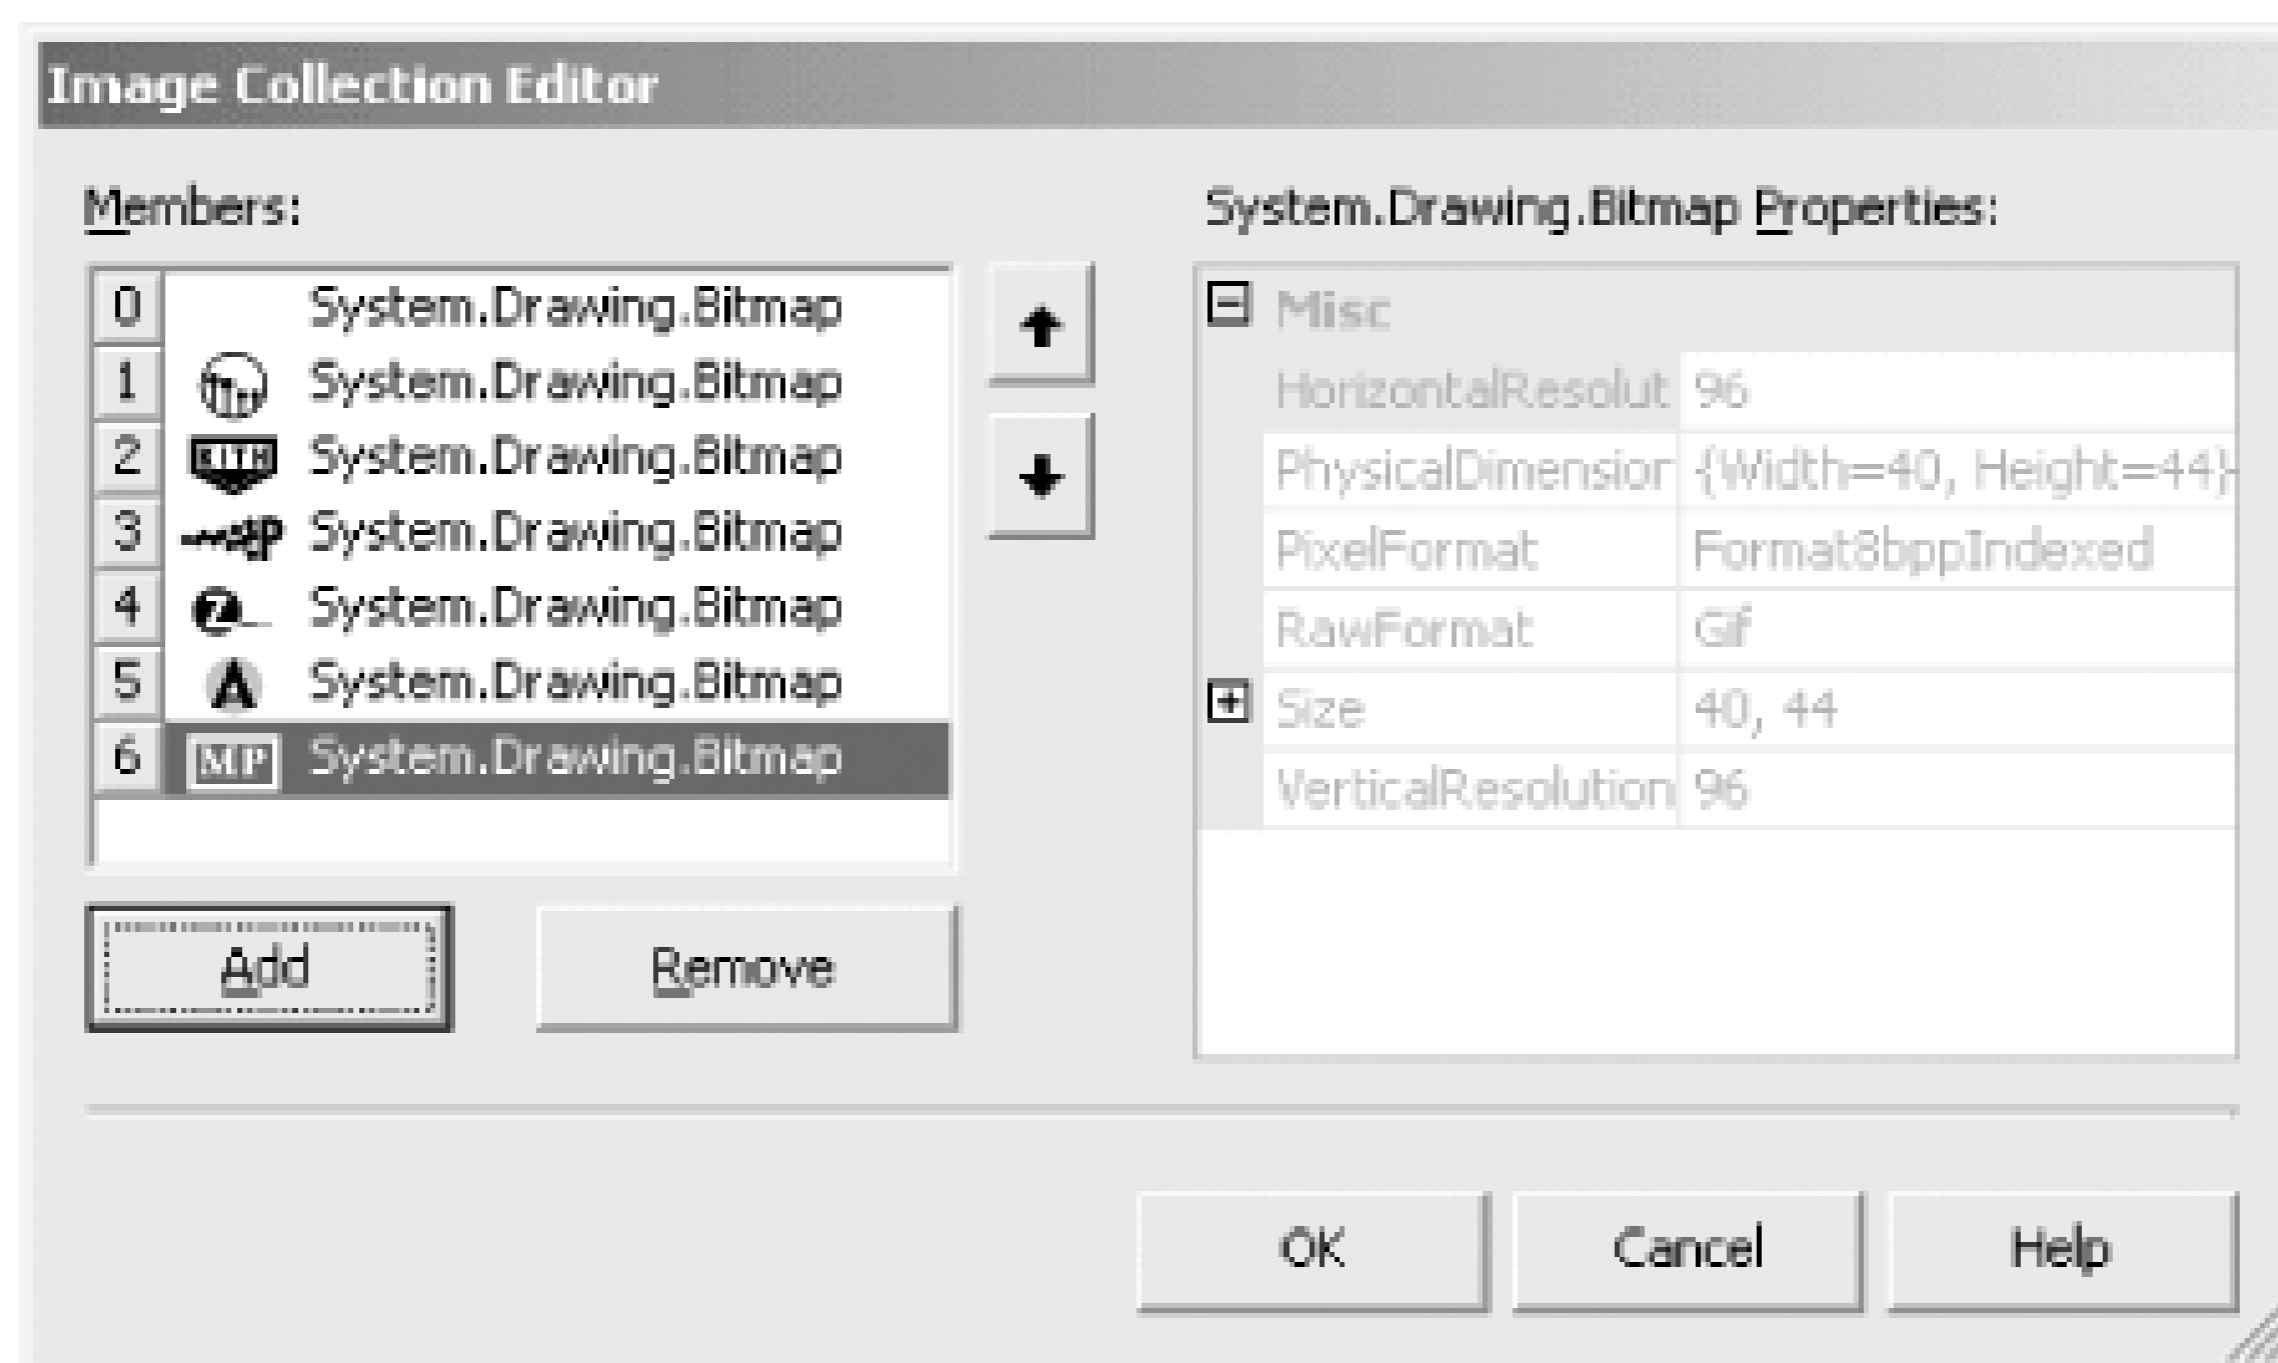 Image Collection Editor
Members:
0 System.Drawing.Bitmap
1 System.Drawing.Bitmap
2 KITH System.Drawing.Bitmap
3 System.Drawing.Bitmap
4 System.Drawing.Bitmap
5 A System.Drawing.Bitmap
6 MP System.Drawing.Bitmap
Add Remove
System.Drawing.Bitmap Properties:
Misc
HorizontalResolut 96
PhysicalDimension {Width=40, Height=44}
PixelFormat Format8bppIndexed
RawFormat Gif
Size 40, 44
VerticalResolution 96
OK Cancel Help